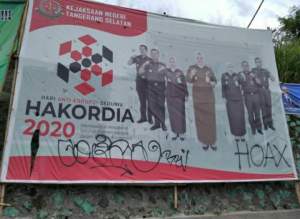 KEJAKSAAN NEGERI
TANGERANG SELATAN
HARI ANTI KORUPSI SEDUNIA
HAKORDIA
2020
HOAX